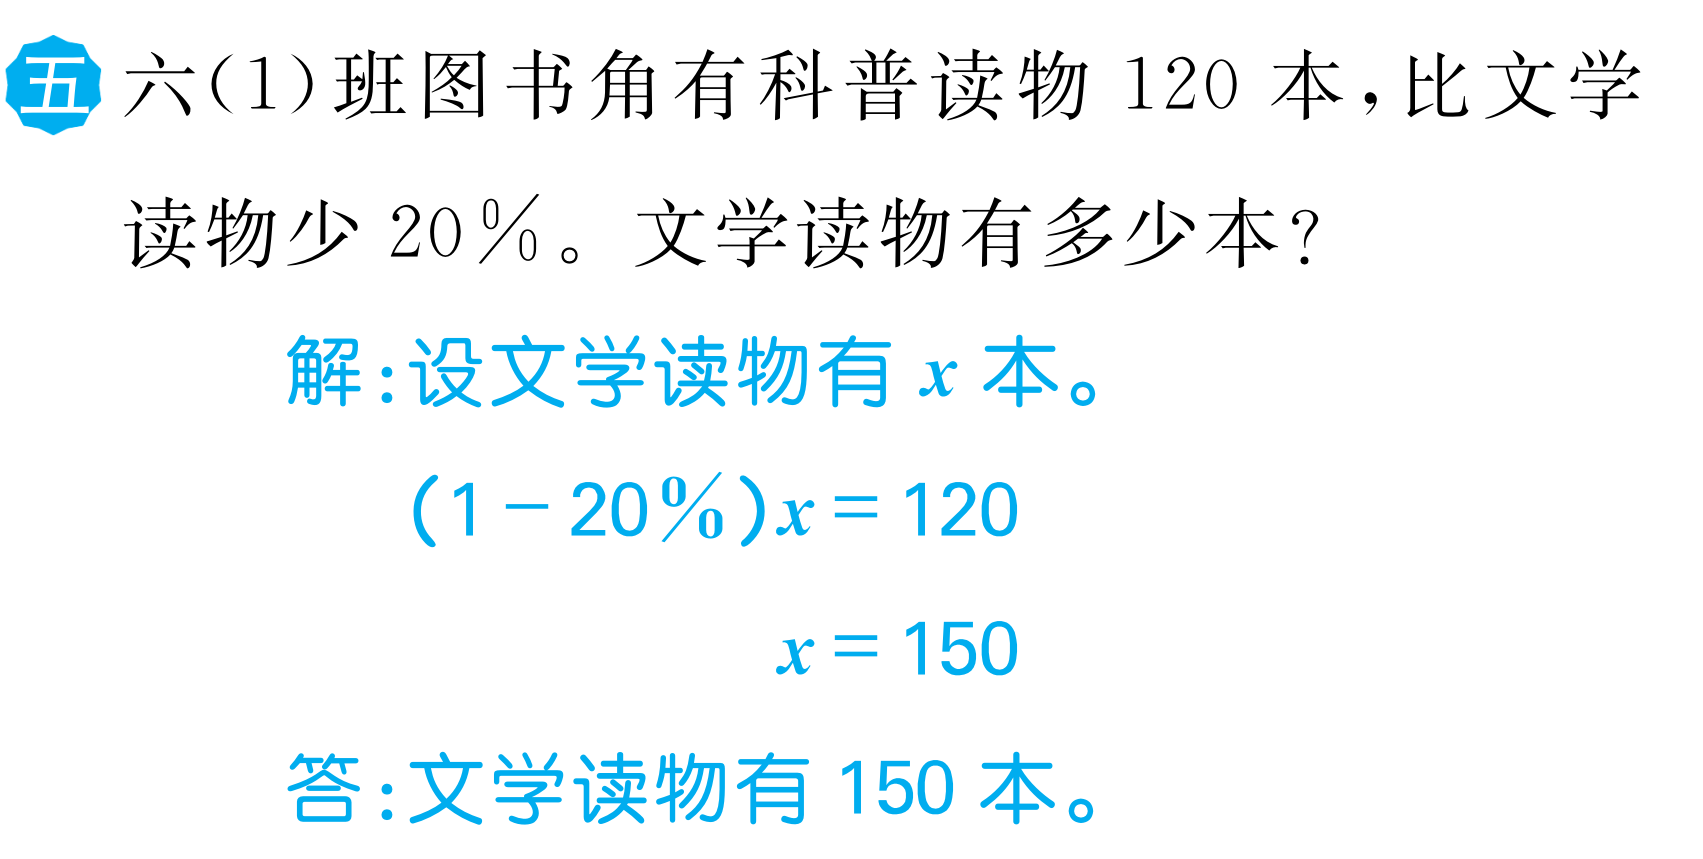 五 六(1)班图书角有科普读物 120 本,比文学
读物少 20%。文学读物有多少本?
解:设文学读物有 x 本。
(1-20%)x=120
x=150
答:文学读物有 150 本。